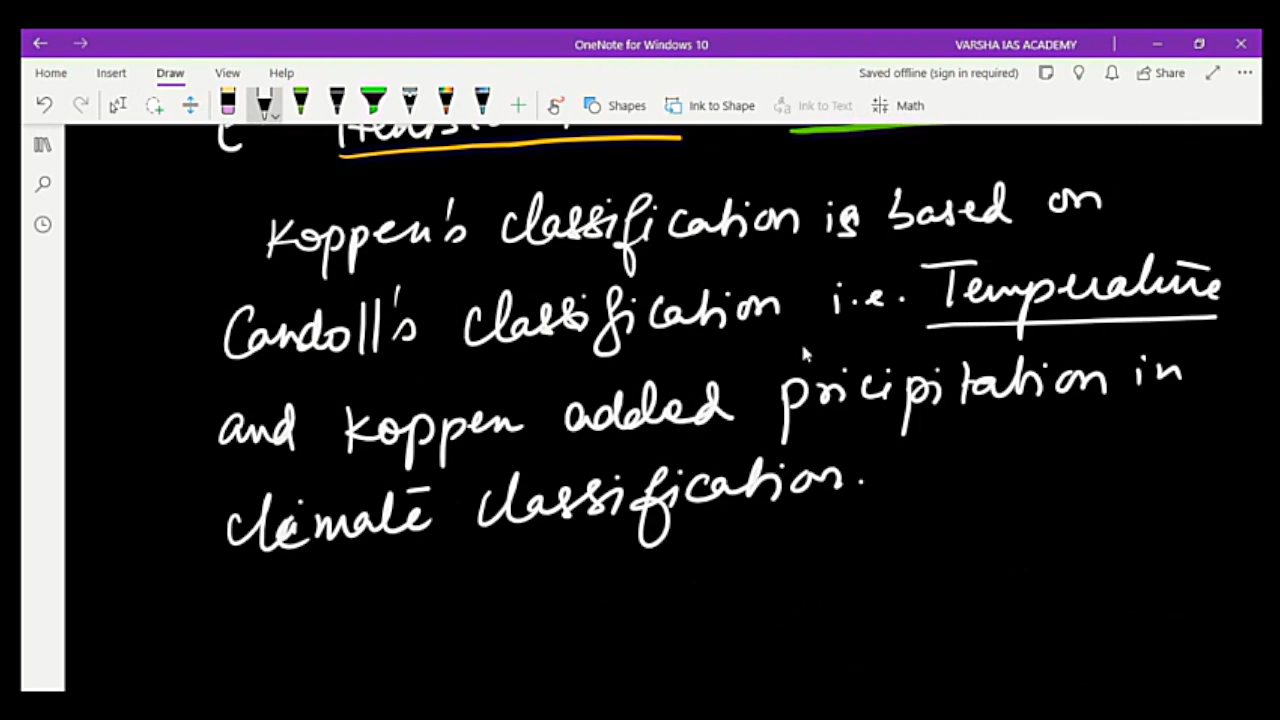 OneNote for Windows 10 VARSHA IAS ACADEMY
Home Insert Draw View Help Saved offline (sign in required) Share
Shapes Ink to Shape Ink to Text Math
Koppen's classification is based on
Candoll's classification i.e. Temperature
and Koppen added pricipitation in
climate classification.